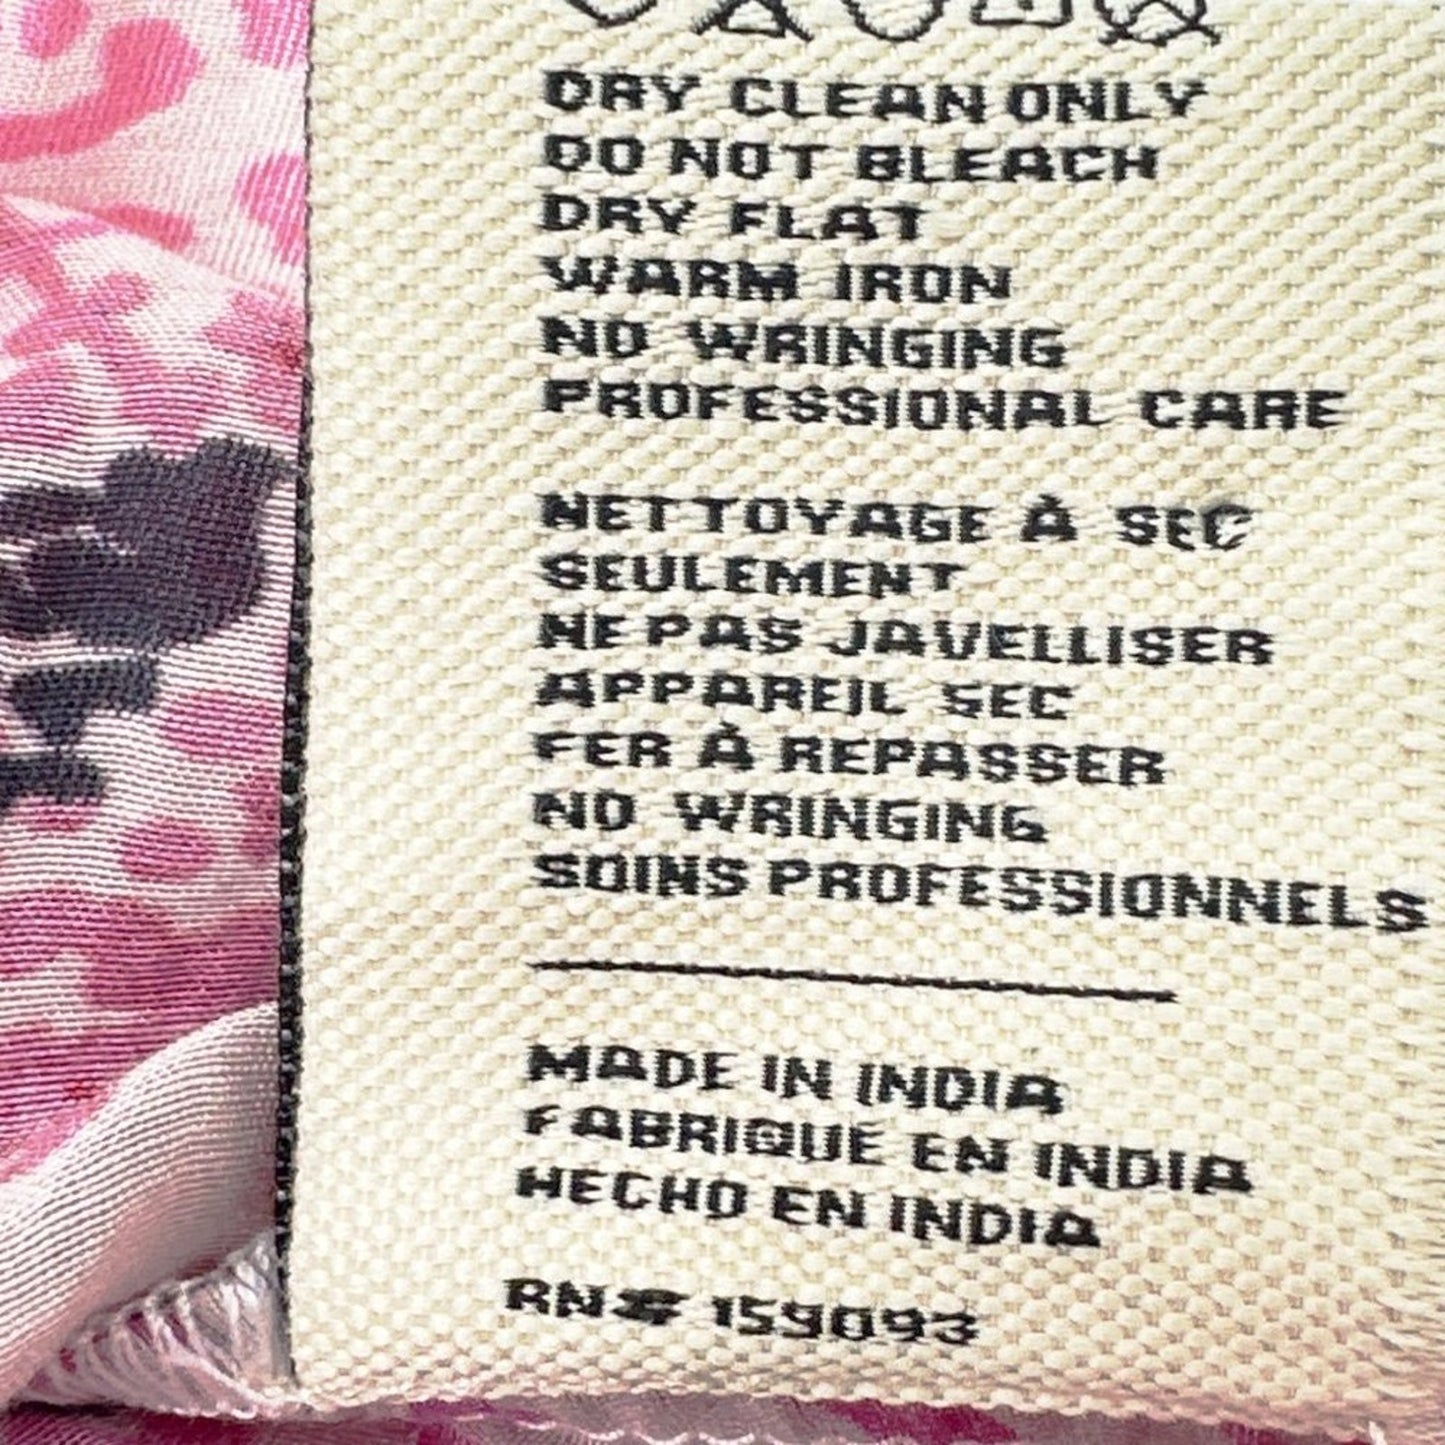 DRY CLEAN ONLY
DO NOT BLEACH
DRY FLAT
WARM IRON
NO WRINGING
PROFESSIONAL CARE
NETTOYAGE À SEC
SEULEMENT
NE PAS JAVELLISER
APPAREIL SEC
FER À REPASSER
NO WRINGING
SOINS PROFESSIONNELS
MADE IN INDIA
FABRIQUE EN INDIA
HECHO EN INDIA
RN# 159093